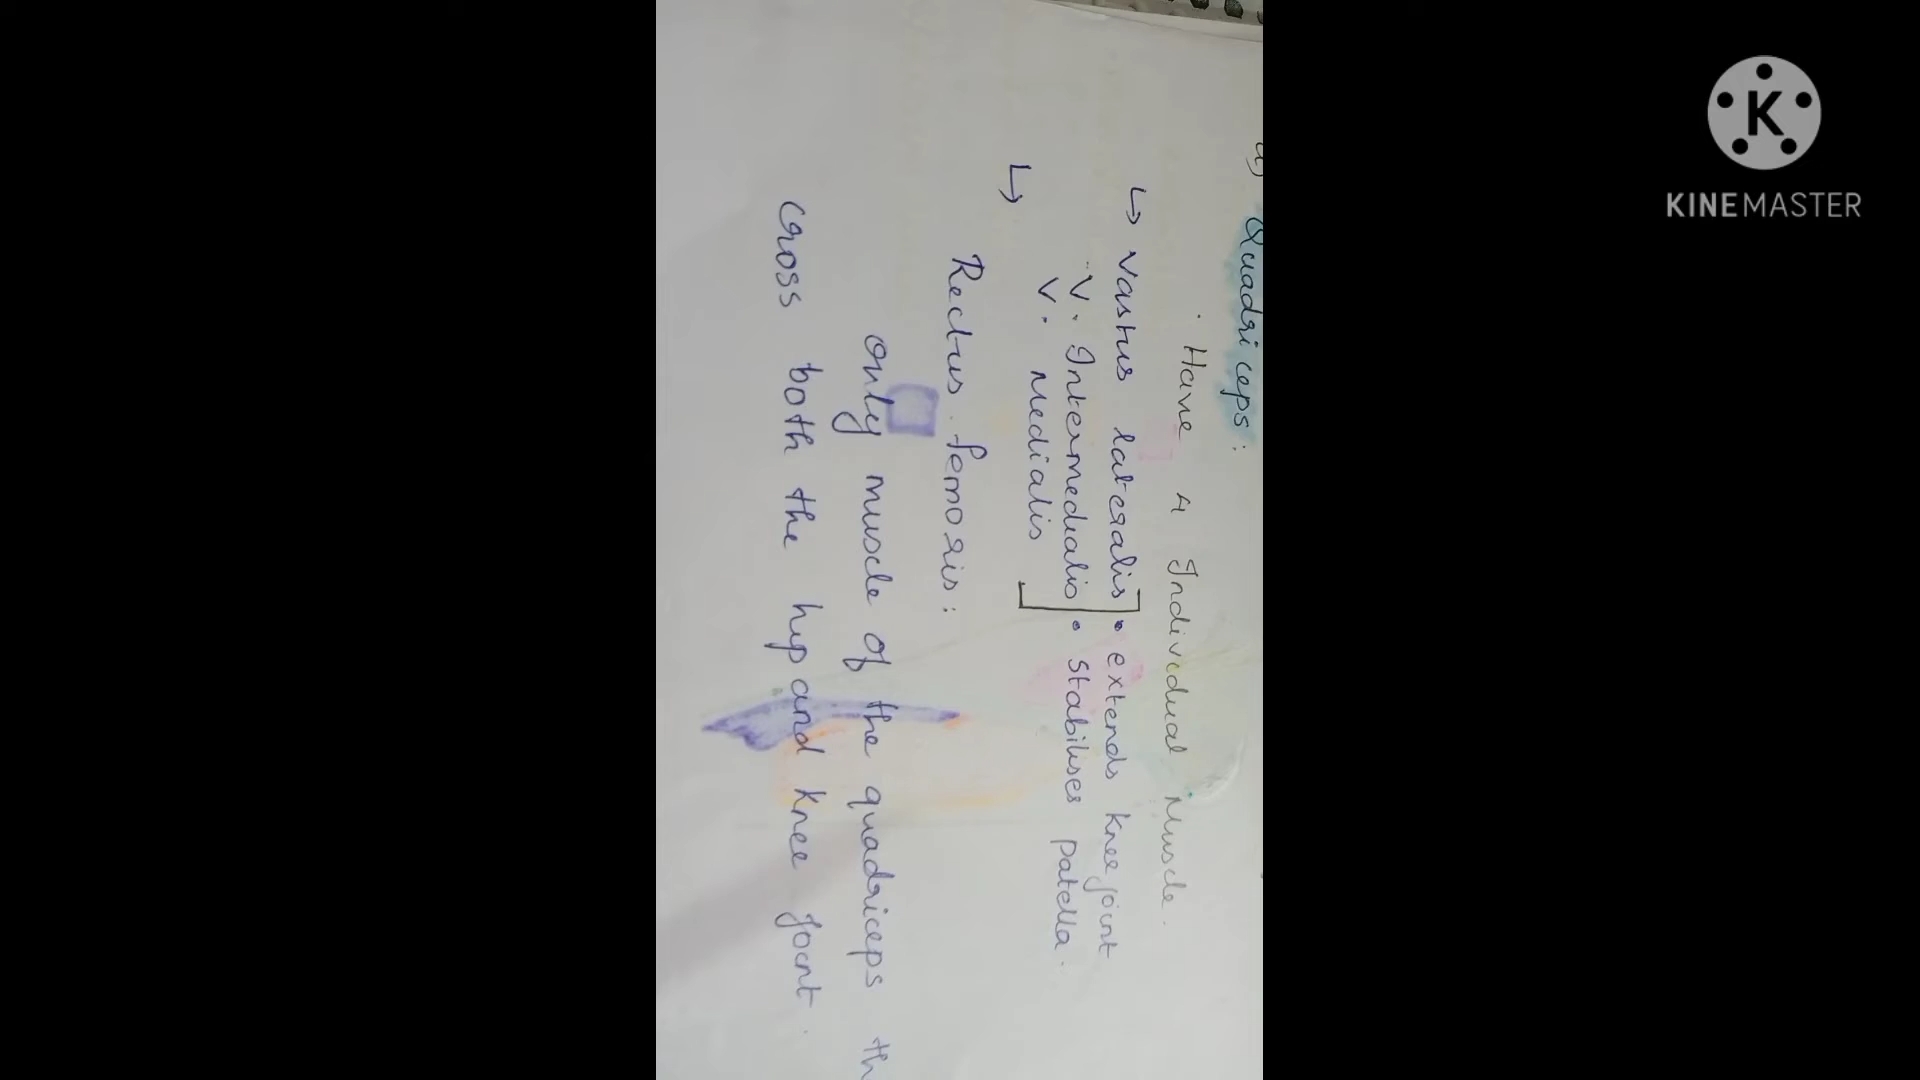 a) Quadriceps:
· Have 4 Individual Muscle.
↳ Vastus lateralis • extends knee joint
V. Intermedialis • stabilises patella.
V. medialis
↳
Rectus femoris:
only muscle of the quadriceps th
cross both the hip and knee joint.
K
KINEMASTER